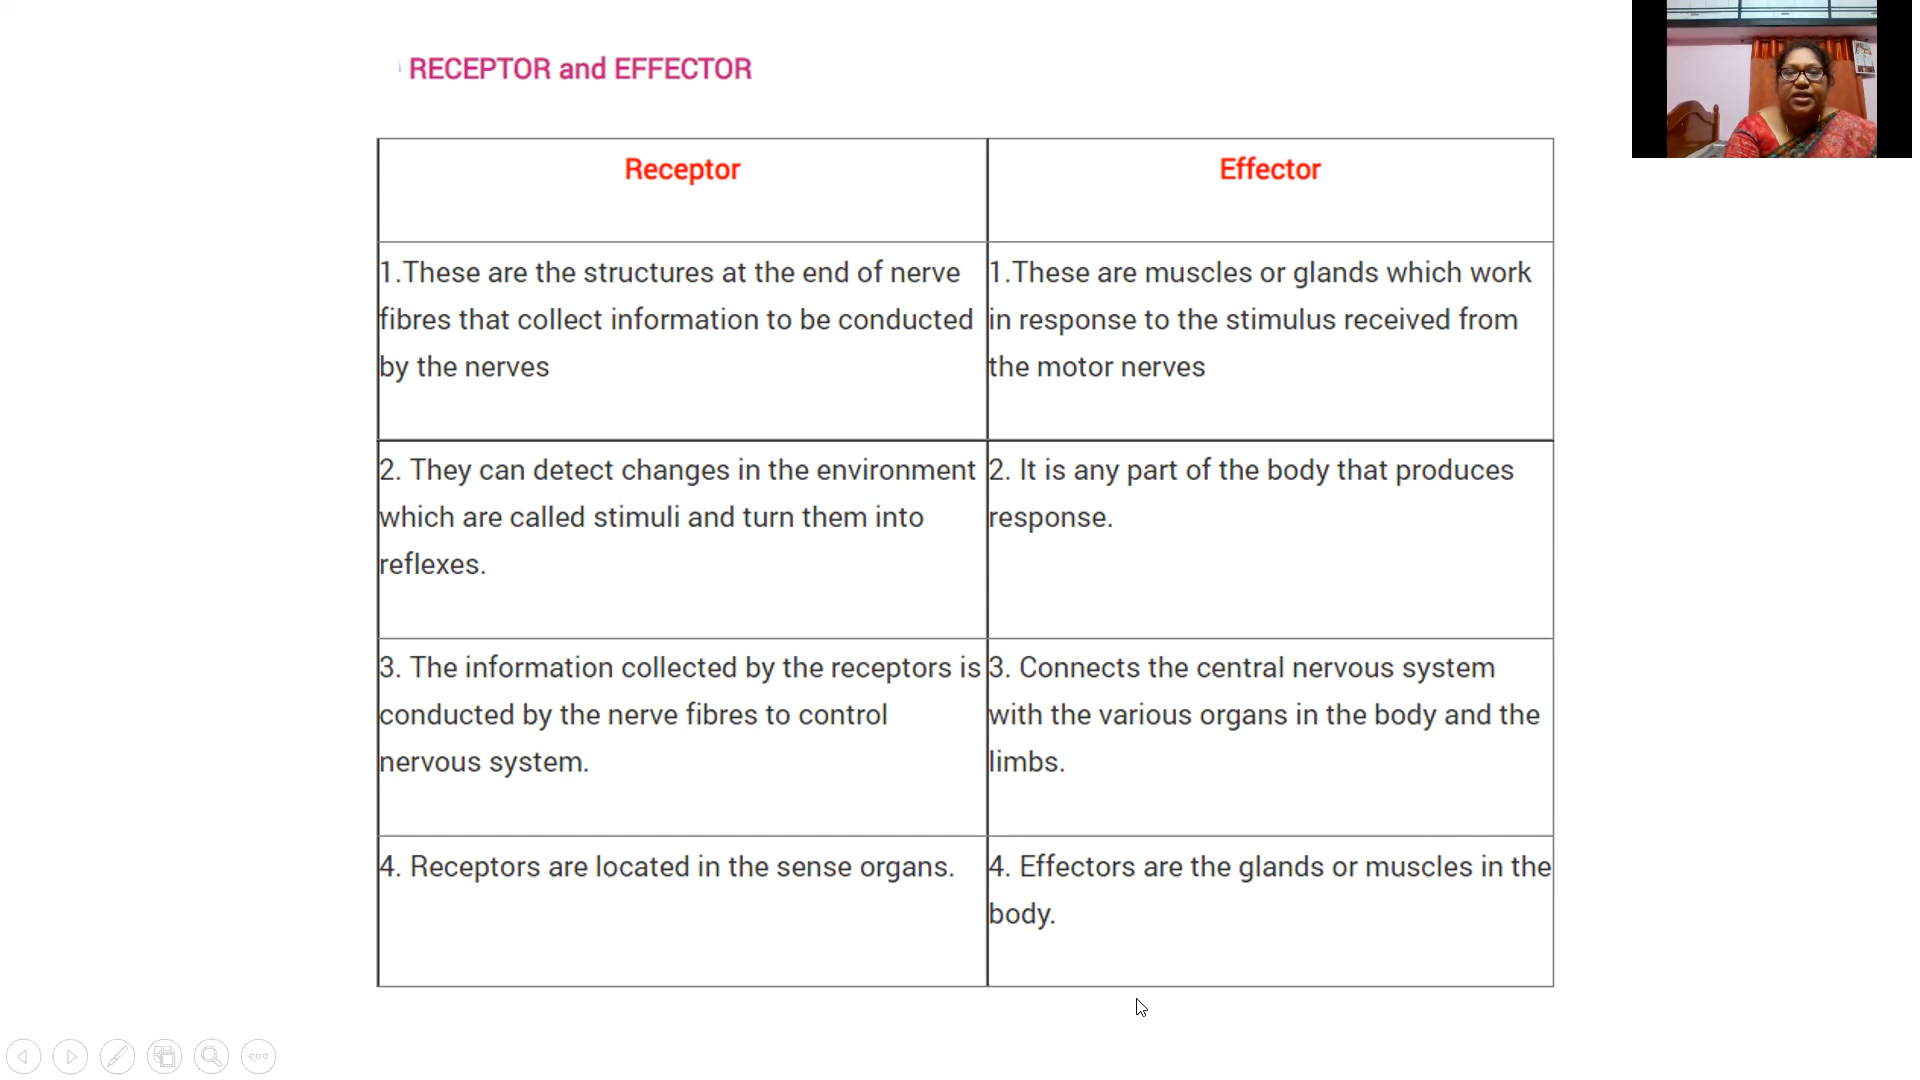 RECEPTOR and EFFECTOR
Receptor
Effector
1.These are the structures at the end of nerve
fibres that collect information to be conducted
by the nerves
1.These are muscles or glands which work
in response to the stimulus received from
the motor nerves
2. They can detect changes in the environment
which are called stimuli and turn them into
reflexes.
2. It is any part of the body that produces
response.
3. The information collected by the receptors is
conducted by the nerve fibres to control
nervous system.
3. Connects the central nervous system
with the various organs in the body and the
limbs.
4. Receptors are located in the sense organs.
4. Effectors are the glands or muscles in the
body.